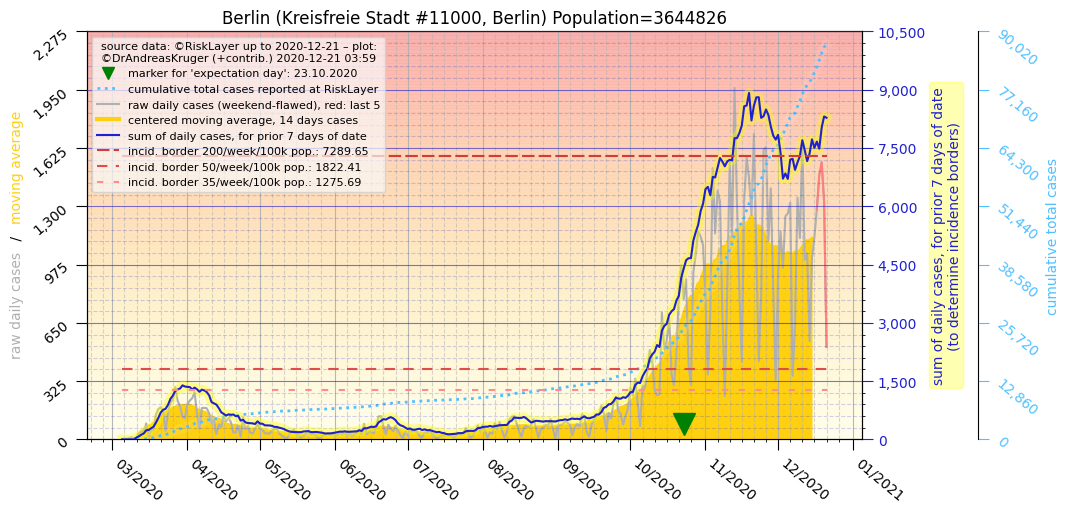 Berlin (Kreisfreie Stadt #11000, Berlin) Population=3644826
source data: ©RiskLayer up to 2020-12-21 – plot:
©DrAndreasKruger (+contrib.) 2020-12-21 03:59
marker for 'expectation day': 23.10.2020
cumulative total cases reported at RiskLayer
raw daily cases (weekend-flawed), red: last 5
centered moving average, 14 days cases
sum of daily cases, for prior 7 days of date
incid. border 200/week/100k pop.: 7289.65
incid. border 50/week/100k pop.: 1822.41
incid. border 35/week/100k pop.: 1275.69
raw daily cases / moving average
2,275
1,950
1,625
1,300
975
650
325
0
03/2020
04/2020
05/2020
06/2020
07/2020
08/2020
09/2020
10/2020
11/2020
12/2020
01/2021
10,500
9,000
7,500
6,000
4,500
3,000
1,500
0
sum of daily cases, for prior 7 days of date
(to determine incidence borders)
90,020
77,160
64,300
51,440
38,580
25,720
12,860
0
cumulative total cases